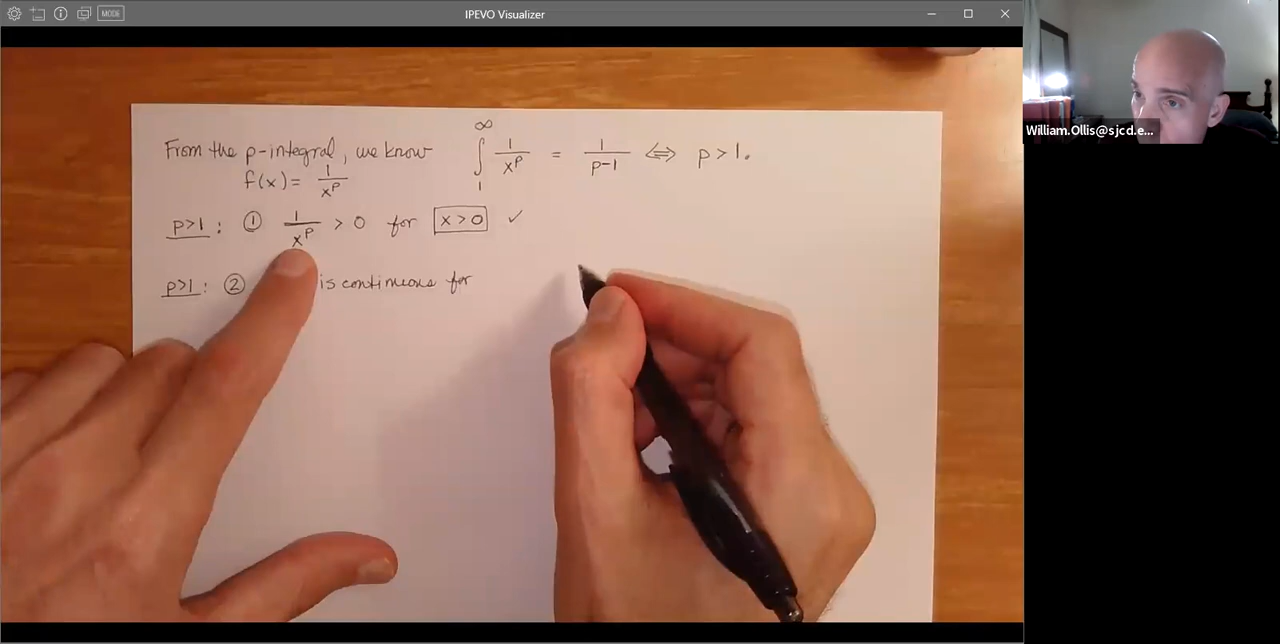 MODE
IPEVO Visualizer
William.Ollis@sjcd.e...
From the p-integral, we know ∫₁^∞ 1/x^p = 1/(p-1) ⟺ p > 1.
f(x) = 1/x^p
p>1: ① 1/x^p > 0 for x > 0 ✓
p>1: ② is continuous for